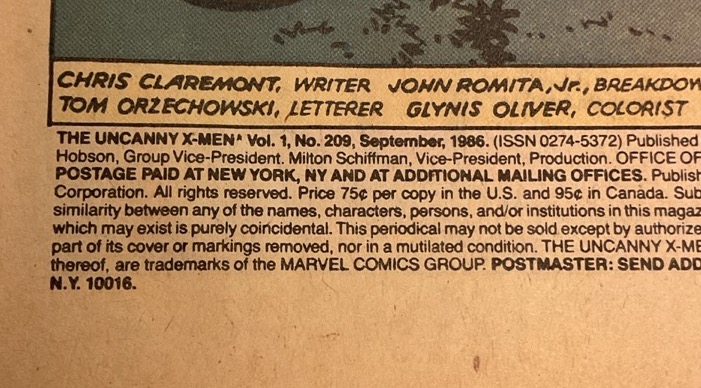 CHRIS CLAREMONT, WRITER JOHN ROMITA, Jr., BREAKDOW
TOM ORZECHOWSKI, LETTERER GLYNIS OLIVER, COLORIST
THE UNCANNY X-MEN® Vol. 1, No. 209, September, 1986. (ISSN 0274-5372) Published
Hobson, Group Vice-President. Milton Schiffman, Vice-President, Production. OFFICE OF
POSTAGE PAID AT NEW YORK, NY AND AT ADDITIONAL MAILING OFFICES. Publish
Corporation. All rights reserved. Price 75¢ per copy in the U.S. and 95¢ in Canada. Sub
similarity between any of the names, characters, persons, and/or institutions in this magaz
which may exist is purely coincidental. This periodical may not be sold except by authorize
part of its cover or markings removed, nor in a mutilated condition. THE UNCANNY X-ME
thereof, are trademarks of the MARVEL COMICS GROUP. POSTMASTER: SEND ADD
N.Y. 10016.